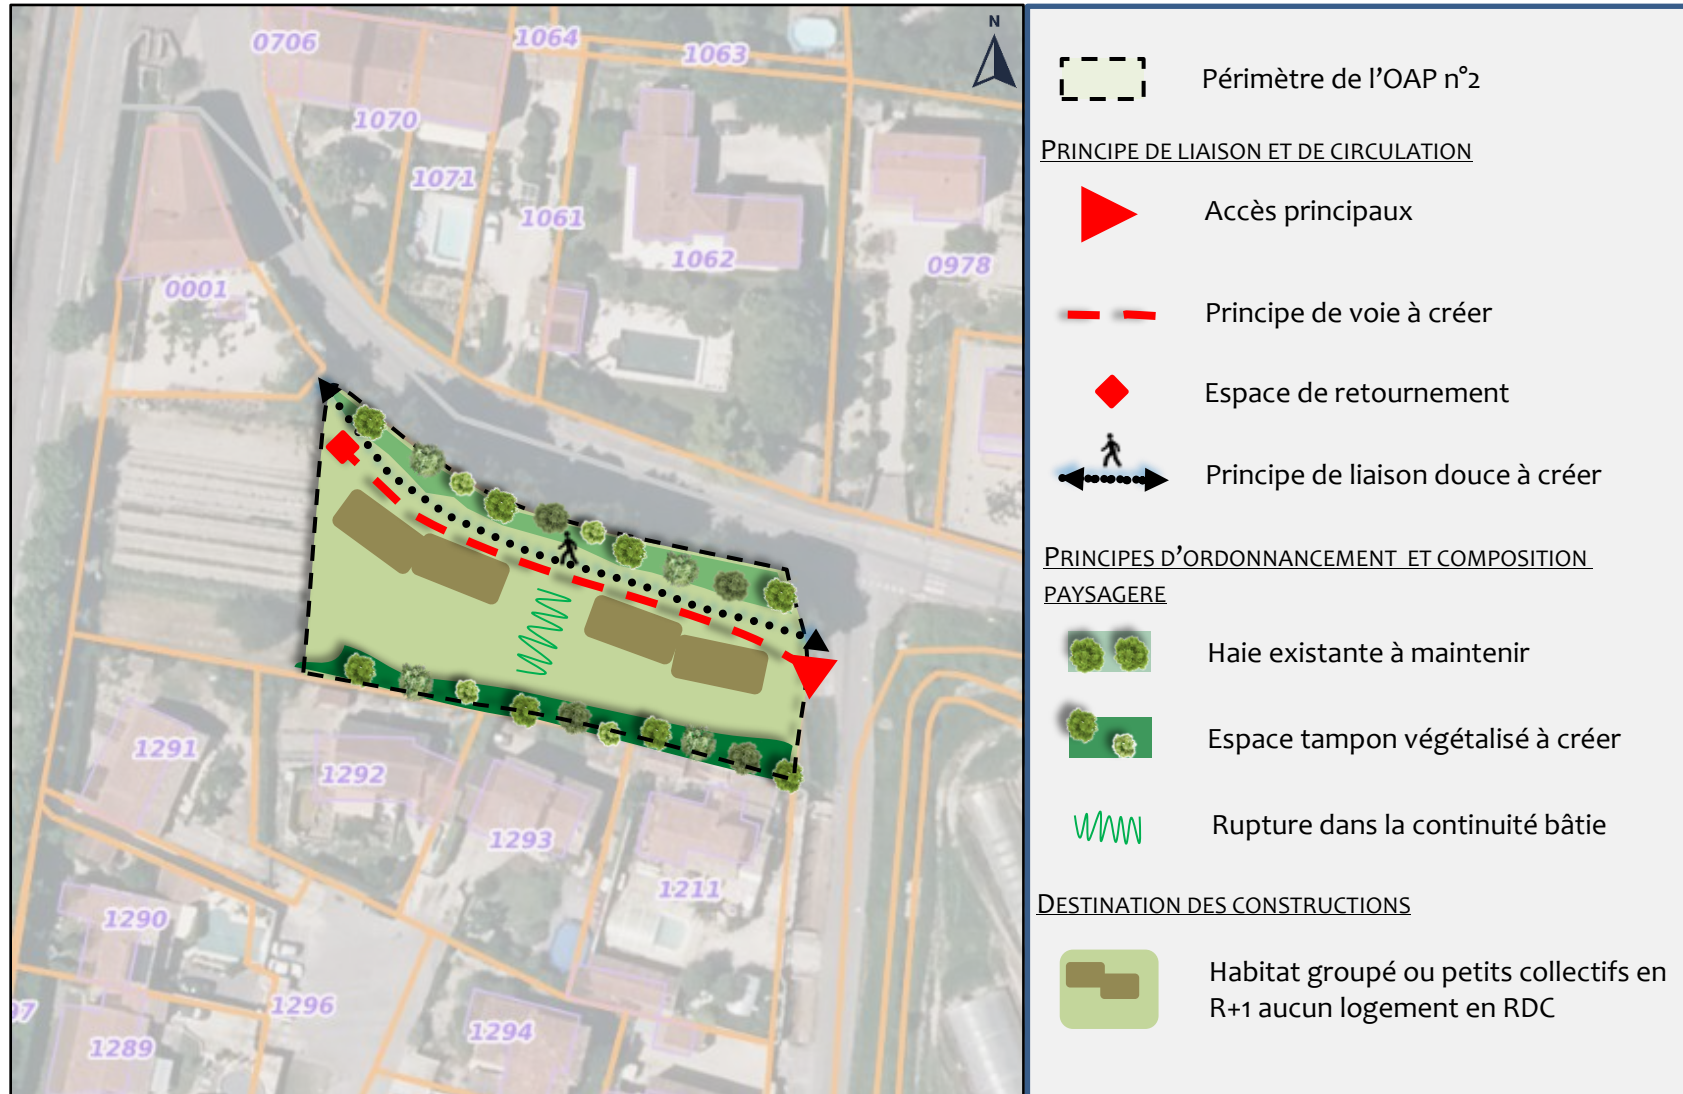 N
0706
1064
1063
1070
1071
1061
1062
0978
0001
1291
1292
1293
1211
1290
1296
1294
1289
97
Périmètre de l'OAP n°2
PRINCIPE DE LIAISON ET DE CIRCULATION
Accès principaux
Principe de voie à créer
Espace de retournement
Principe de liaison douce à créer
PRINCIPES D'ORDONNANCEMENT ET COMPOSITION
PAYSAGERE
Haie existante à maintenir
Espace tampon végétalisé à créer
Rupture dans la continuité bâtie
DESTINATION DES CONSTRUCTIONS
Habitat groupé ou petits collectifs en
R+1 aucun logement en RDC